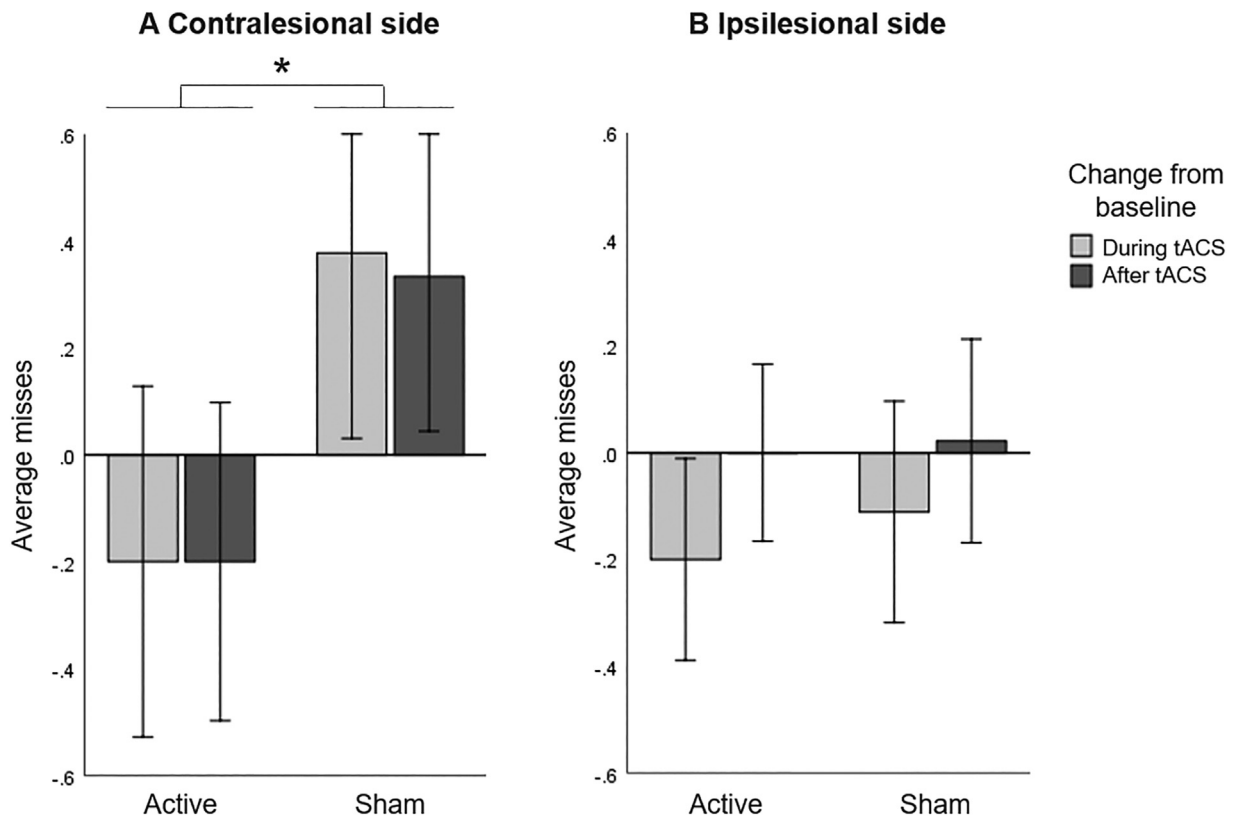 A Contralesional side
*
Average misses
.6
.4
.2
.0
-.2
-.4
-.6
Active
Sham
B Ipsilesional side
Average misses
.6
.4
.2
.0
-.2
-.4
-.6
Active
Sham
Change from
baseline
During tACS
After tACS